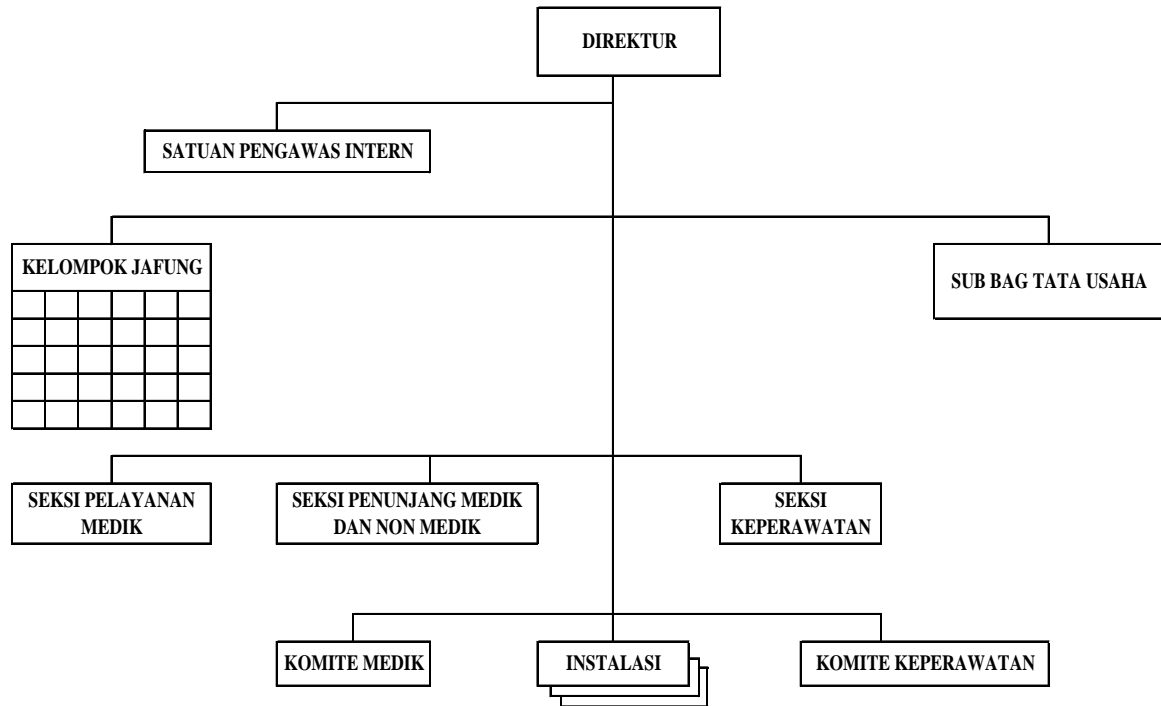 DIREKTUR
SATUAN PENGAWAS INTERN
KELOMPOK JAFUNG
SUB BAG TATA USAHA
SEKSI PELAYANAN
MEDIK
SEKSI PENUNJANG MEDIK
DAN NON MEDIK
SEKSI
KEPERAWATAN
KOMITE MEDIK
INSTALASI
KOMITE KEPERAWATAN